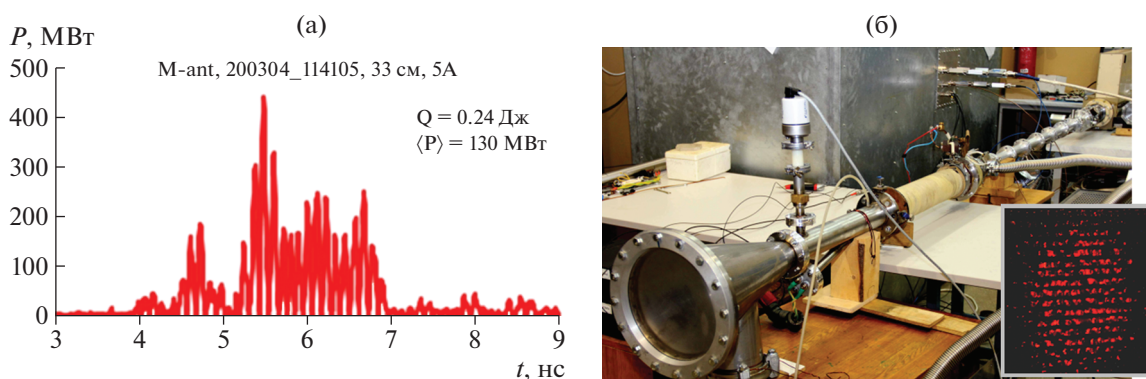 (а)
P, МВт
500
400
300
200
100
0
M-ant, 200304_114105, 33 см, 5А
Q = 0.24 Дж
⟨P⟩ = 130 МВт
3 4 5 6 7 8 9
t, нс
(б)